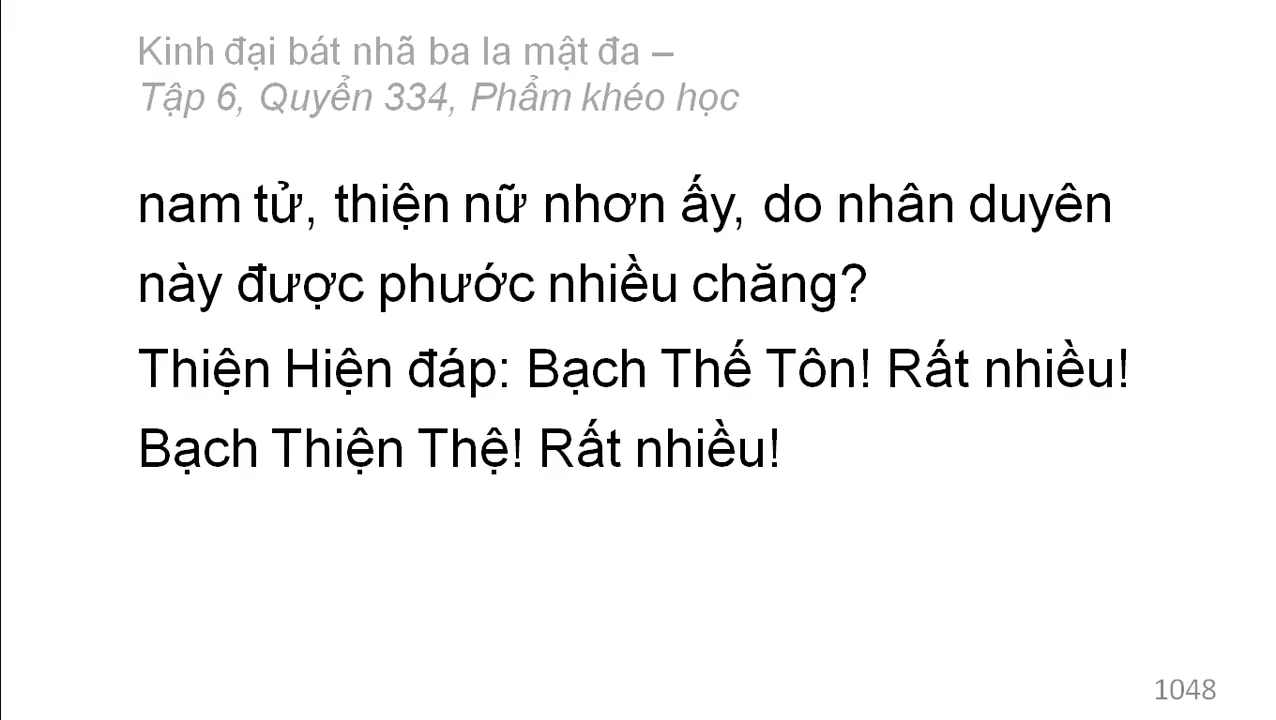 Kinh đại bát nhã ba la mật đa –
Tập 6, Quyển 334, Phẩm khéo học
nam tử, thiện nữ nhơn ấy, do nhân duyên
này được phước nhiều chăng?
Thiện Hiện đáp: Bạch Thế Tôn! Rất nhiều!
Bạch Thiện Thệ! Rất nhiều!
1048